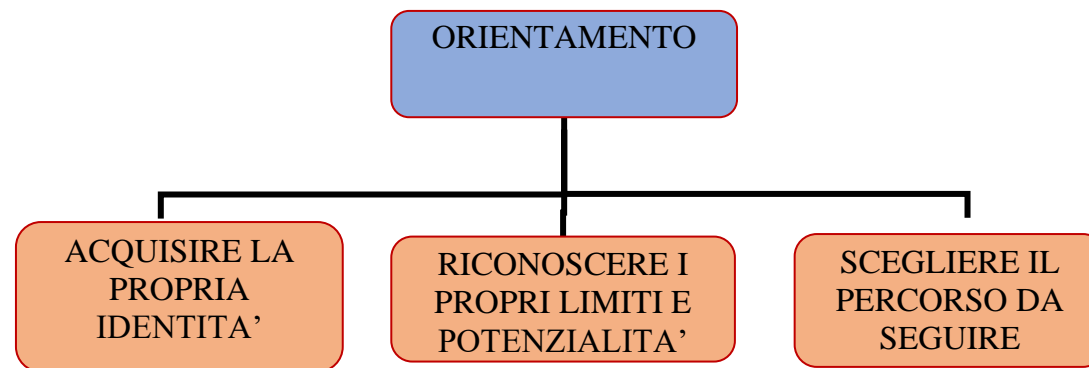 ORIENTAMENTO
ACQUISIRE LA
PROPRIA
IDENTITA’
RICONOSCERE I
PROPRI LIMITI E
POTENZIALITA’
SCEGLIERE IL
PERCORSO DA
SEGUIRE